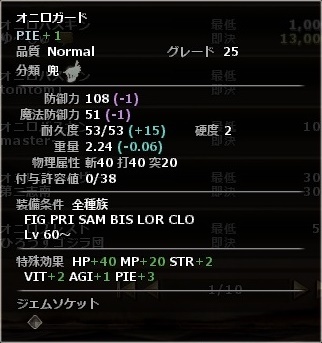 オニロガード
PIE+1
品質 Normal グレード 25
分類 兜
防御力 108 (-1)
魔法防御力 51 (-1)
耐久度 53/53 (+15) 硬度 2
重量 2.24 (-0.06)
物理属性 斬40 打40 突20
付与許容値 0/38
装備条件 全種族
FIG PRI SAM BIS LOR CLO
Lv 60～
特殊効果 HP+40 MP+20 STR+2
VIT+2 AGI+1 PIE+3
ジェムソケット
1/10